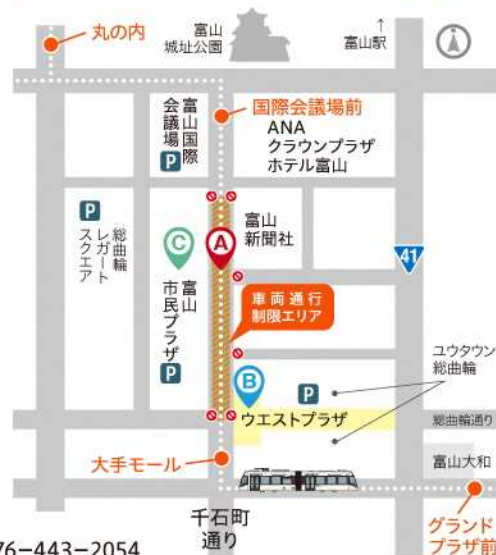 丸の内
富山
城址公園
↑
富山駅
富山国際
会議場
P
国際会議場前
ANA
クラウンプラザ
ホテル富山
P
総曲輪
レガート
スクエア
C
A
富山
新聞社
41
富山
市民プラザ
P
車両通行
制限エリア
B
P
ユウタウン
総曲輪
ウエストプラザ
総曲輪通り
大手モール
富山大和
千石町
通り
グランド
プラザ前
76-443-2054